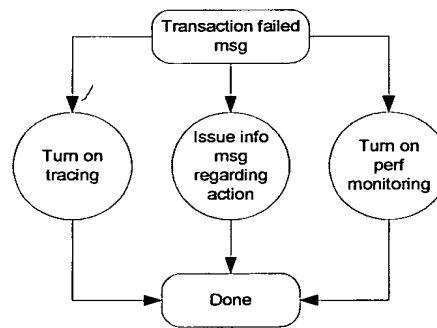 Transaction failed
msg
Turn on
tracing
Issue info
msg
regarding
action
Turn on
perf
monitoring
Done